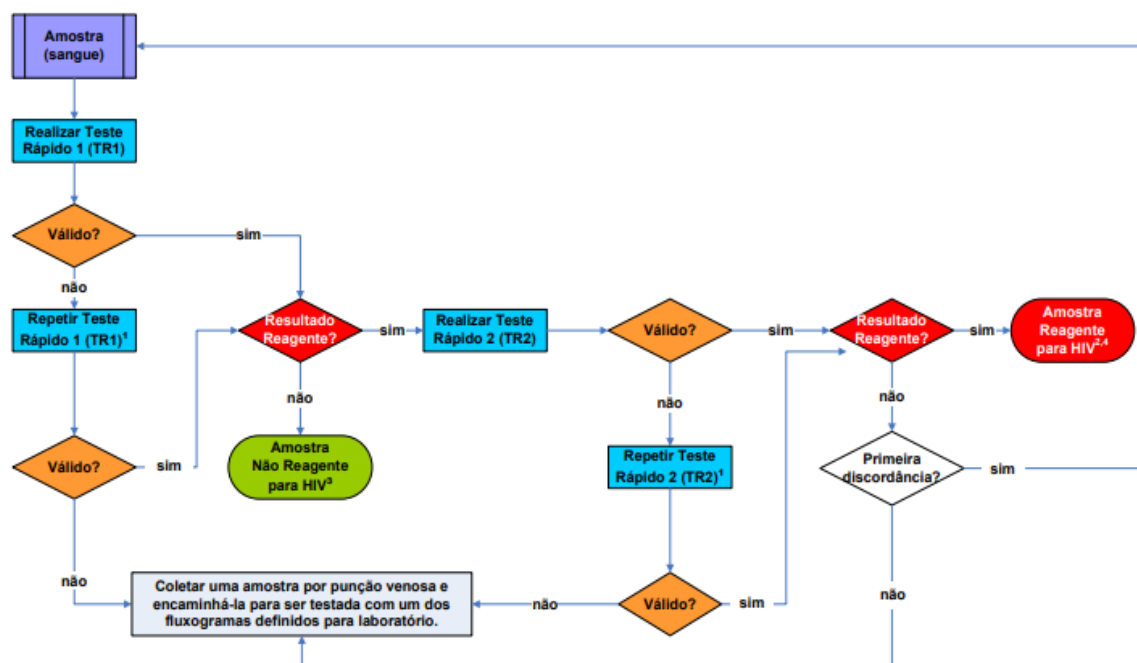 Amostra
(sangue)
Realizar Teste
Rápido 1 (TR1)
Válido?
sim
não
Repetir Teste
Rápido 1 (TR1)¹
Resultado
Reagente?
sim
Realizar Teste
Rápido 2 (TR2)
Válido?
sim
Resultado
Reagente?
sim
Amostra
Reagente
para HIV²,⁴
não
não
não
Válido?
sim
Amostra
Não Reagente
para HIV³
Repetir Teste
Rápido 2 (TR2)¹
Primeira
discordância?
sim
não
Coletar uma amostra por punção venosa e
encaminhá-la para ser testada com um dos
fluxogramas definidos para laboratório.
não
Válido?
sim
não